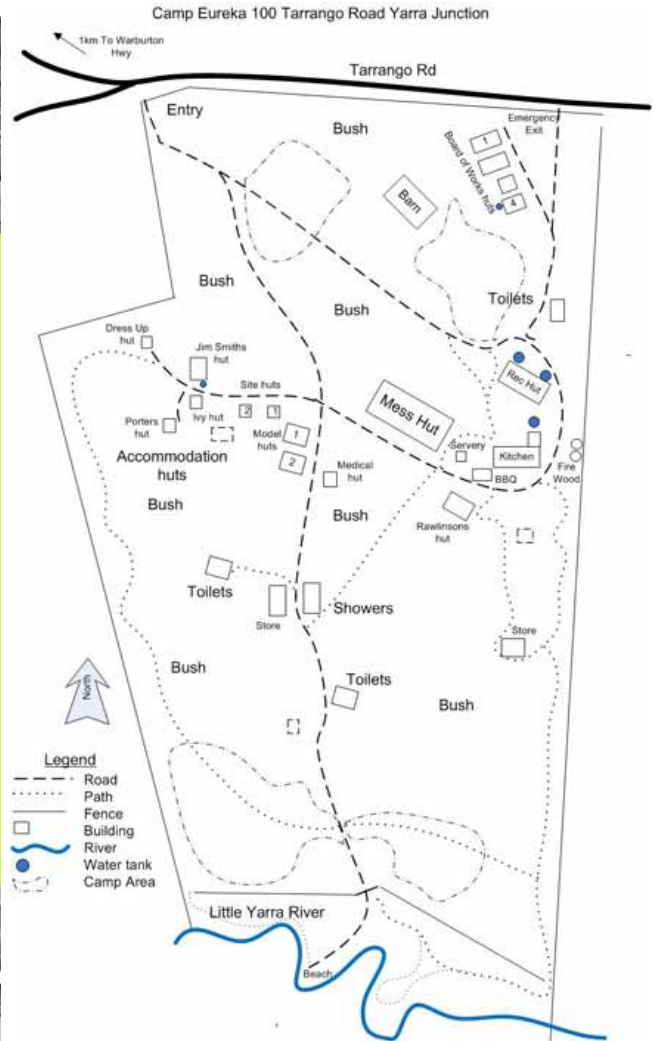 Camp Eureka 100 Tarrango Road Yarra Junction
1km To Warburton
Hwy
Tarrango Rd
Entry
Bush
Emergency
Exit
Board of Works huts
1
4
Barn
Bush
Bush
Toilets
Dress Up
hut
Jim Smiths
hut
Rec Hut
Site huts
Mess Hut
Porters
hut
Ivy hut
2
1
Model
huts
1
2
Servery
Kitchen
BBQ
Fire
Wood
Accommodation
huts
Medical
hut
Bush
Bush
Rawlinsons
hut
Toilets
Store
Showers
Store
Bush
Toilets
Bush
North
Legend
Road
Path
Fence
Building
River
Water tank
Camp Area
Little Yarra River
Beach